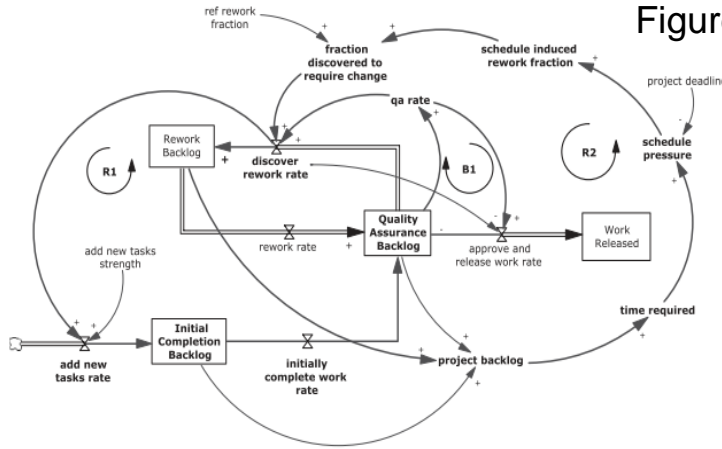 Figur
ref rework
fraction
fraction
discovered to
require change
schedule induced
rework fraction
project deadlin
qa rate
schedule
pressure
Rework
Backlog
discover
rework rate
R1
B1
R2
Quality
Assurance
Backlog
rework rate
approve and
release work rate
Work
Released
add new tasks
strength
time required
Initial
Completion
Backlog
add new
tasks rate
initially
complete work
rate
project backlog